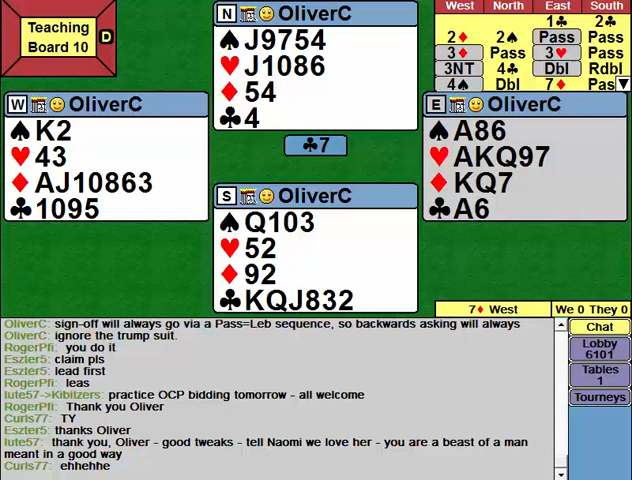 Teaching
Board 10
D
N OliverC
♠J9754
♥J1086
♦54
♣4
West North East South
1♣ 2♣
2♦ 2♠ Pass Pass
3♦ Pass 3♥ Pass
3NT 4♣ Dbl Rdbl
4♠ Dbl 7♦ Pas
W OliverC
♠K2
♥43
♦AJ10863
♣1095
♣7
E OliverC
♠A86
♥AKQ97
♦KQ7
♣A6
S OliverC
♠Q103
♥52
♦92
♣KQJ832
7♦ West
We 0 They 0
OliverC: sign-off will always go via a Pass=Leb sequence, so backwards asking will always
OliverC: ignore the trump suit.
RogerPfi: you do it
Eszter5: claim pls
Eszter5: lead first
RogerPfi: leas
lute57->Kibitzers: practice OCP bidding tomorrow - all welcome
RogerPfi: Thank you Oliver
Curls77: TY
Eszter5: thanks Oliver
lute57: thank you, Oliver - good tweaks - tell Naomi we love her - you are a beast of a man
meant in a good way
Curls77: ehhehhe
Chat
Lobby
6101
Tables
1
Tourneys